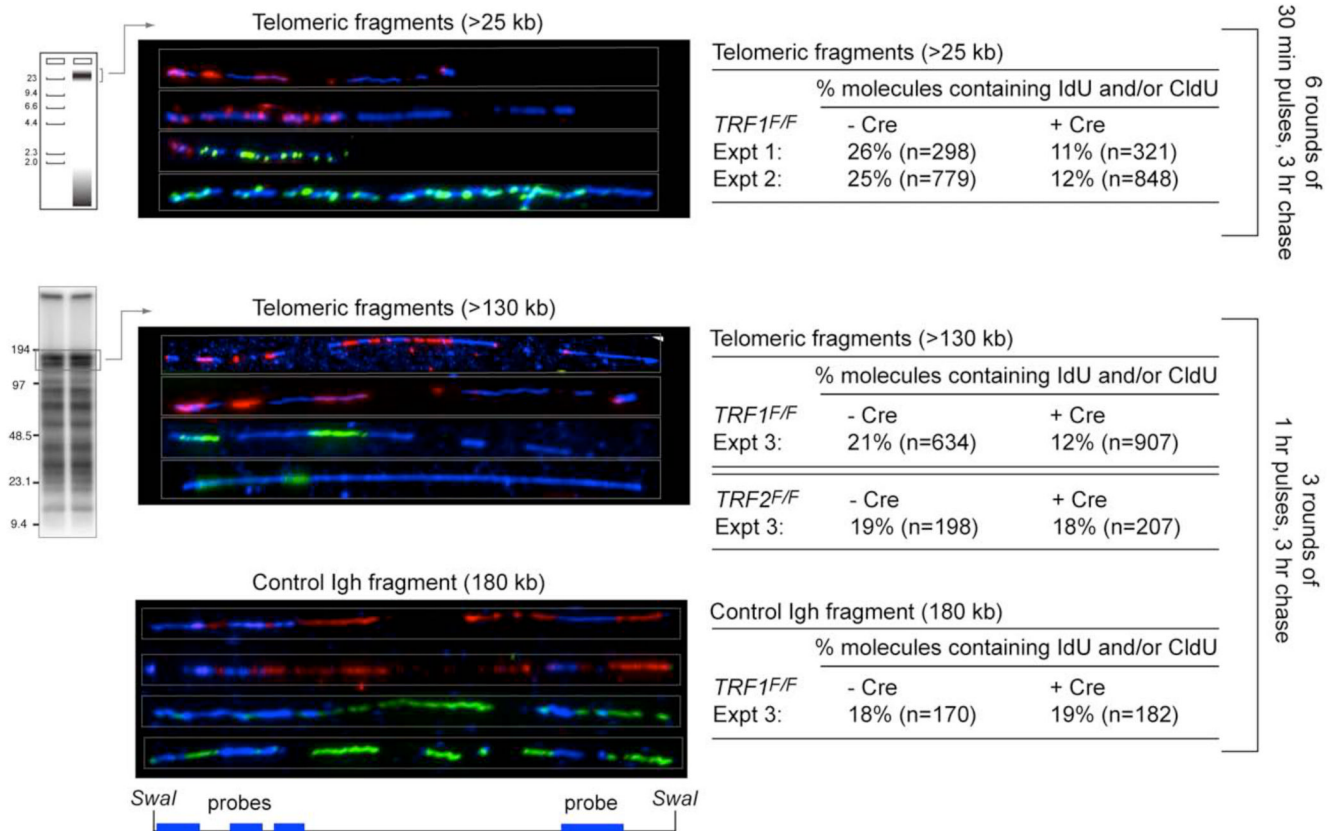 Telomeric fragments (>25 kb)
23
9.4
6.6
4.4
2.3
2.0
Telomeric fragments (>25 kb)
% molecules containing IdU and/or CldU
TRF1F/F - Cre + Cre
Expt 1: 26% (n=298) 11% (n=321)
Expt 2: 25% (n=779) 12% (n=848)
6 rounds of
30 min pulses, 3 hr chase
Telomeric fragments (>130 kb)
194
97
48.5
23.1
9.4
Telomeric fragments (>130 kb)
% molecules containing IdU and/or CldU
TRF1F/F - Cre + Cre
Expt 3: 21% (n=634) 12% (n=907)
TRF2F/F - Cre + Cre
Expt 3: 19% (n=198) 18% (n=207)
3 rounds of
1 hr pulses, 3 hr chase
Control Igh fragment (180 kb)
Control Igh fragment (180 kb)
% molecules containing IdU and/or CldU
TRF1F/F - Cre + Cre
Expt 3: 18% (n=170) 19% (n=182)
SwaI probes probe SwaI